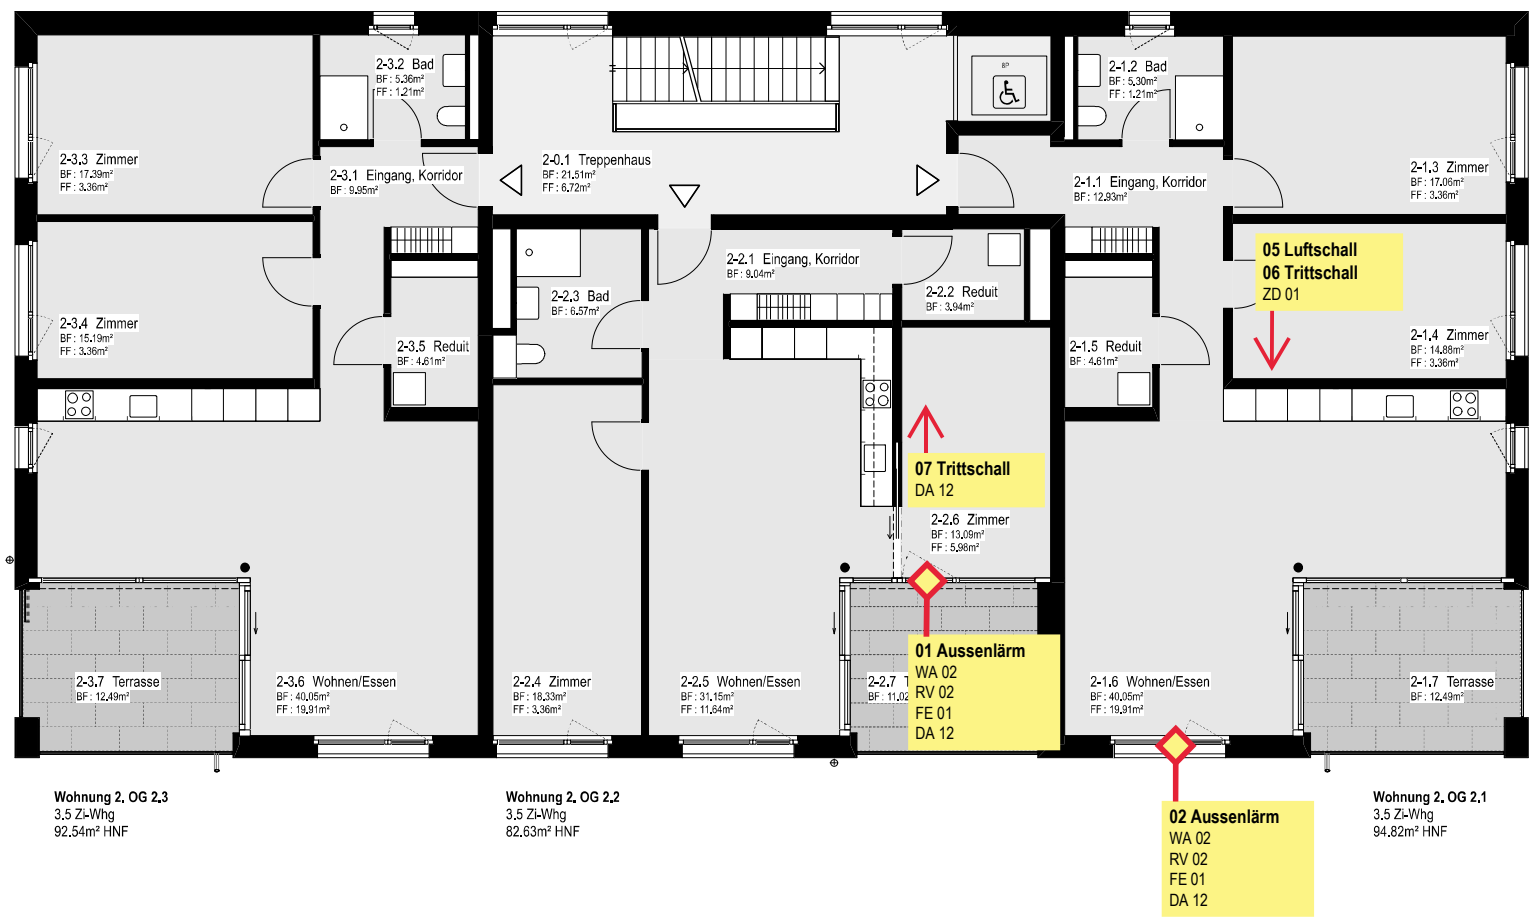 2-3.2 Bad
BF : 5.36m²
FF : 1.21m²
BP
2-1.2 Bad
BF : 5.30m²
FF : 1.21m²
2-3.3 Zimmer
BF : 17.39m²
FF : 3.36m²
2-3.1 Eingang, Korridor
BF : 9.95m²
2-0.1 Treppenhaus
BF : 21.51m²
FF : 6.72m²
2-1.1 Eingang, Korridor
BF : 12.93m²
2-1.3 Zimmer
BF : 17.06m²
FF : 3.36m²
05 Luftschall
06 Trittschall
ZD 01
2-2.1 Eingang, Korridor
BF : 9.04m²
2-2.2 Reduit
BF : 3.94m²
2-2.3 Bad
BF : 6.57m²
2-3.4 Zimmer
BF : 15.19m²
FF : 3.36m²
2-3.5 Reduit
BF : 4.61m²
2-1.5 Reduit
BF : 4.61m²
2-1.4 Zimmer
BF : 14.88m²
FF : 3.36m²
07 Trittschall
DA 12
2-2.6 Zimmer
BF : 13.09m²
FF : 5.98m²
01 Aussenlärm
WA 02
RV 02
FE 01
DA 12
2-3.7 Terrasse
BF : 12.49m²
2-3.6 Wohnen/Essen
BF : 40.05m²
FF : 19.91m²
2-2.4 Zimmer
BF : 18.33m²
FF : 3.36m²
2-2.5 Wohnen/Essen
BF : 31.15m²
FF : 11.64m²
2-2.7 T
BF : 11.02
2-1.6 Wohnen/Essen
BF : 40.05m²
FF : 19.91m²
2-1.7 Terrasse
BF : 12.49m²
Wohnung 2. OG 2.3
3.5 Zi-Whg
92.54m² HNF
Wohnung 2. OG 2.2
3.5 Zi-Whg
82.63m² HNF
02 Aussenlärm
WA 02
RV 02
FE 01
DA 12
Wohnung 2. OG 2.1
3.5 Zi-Whg
94.82m² HNF